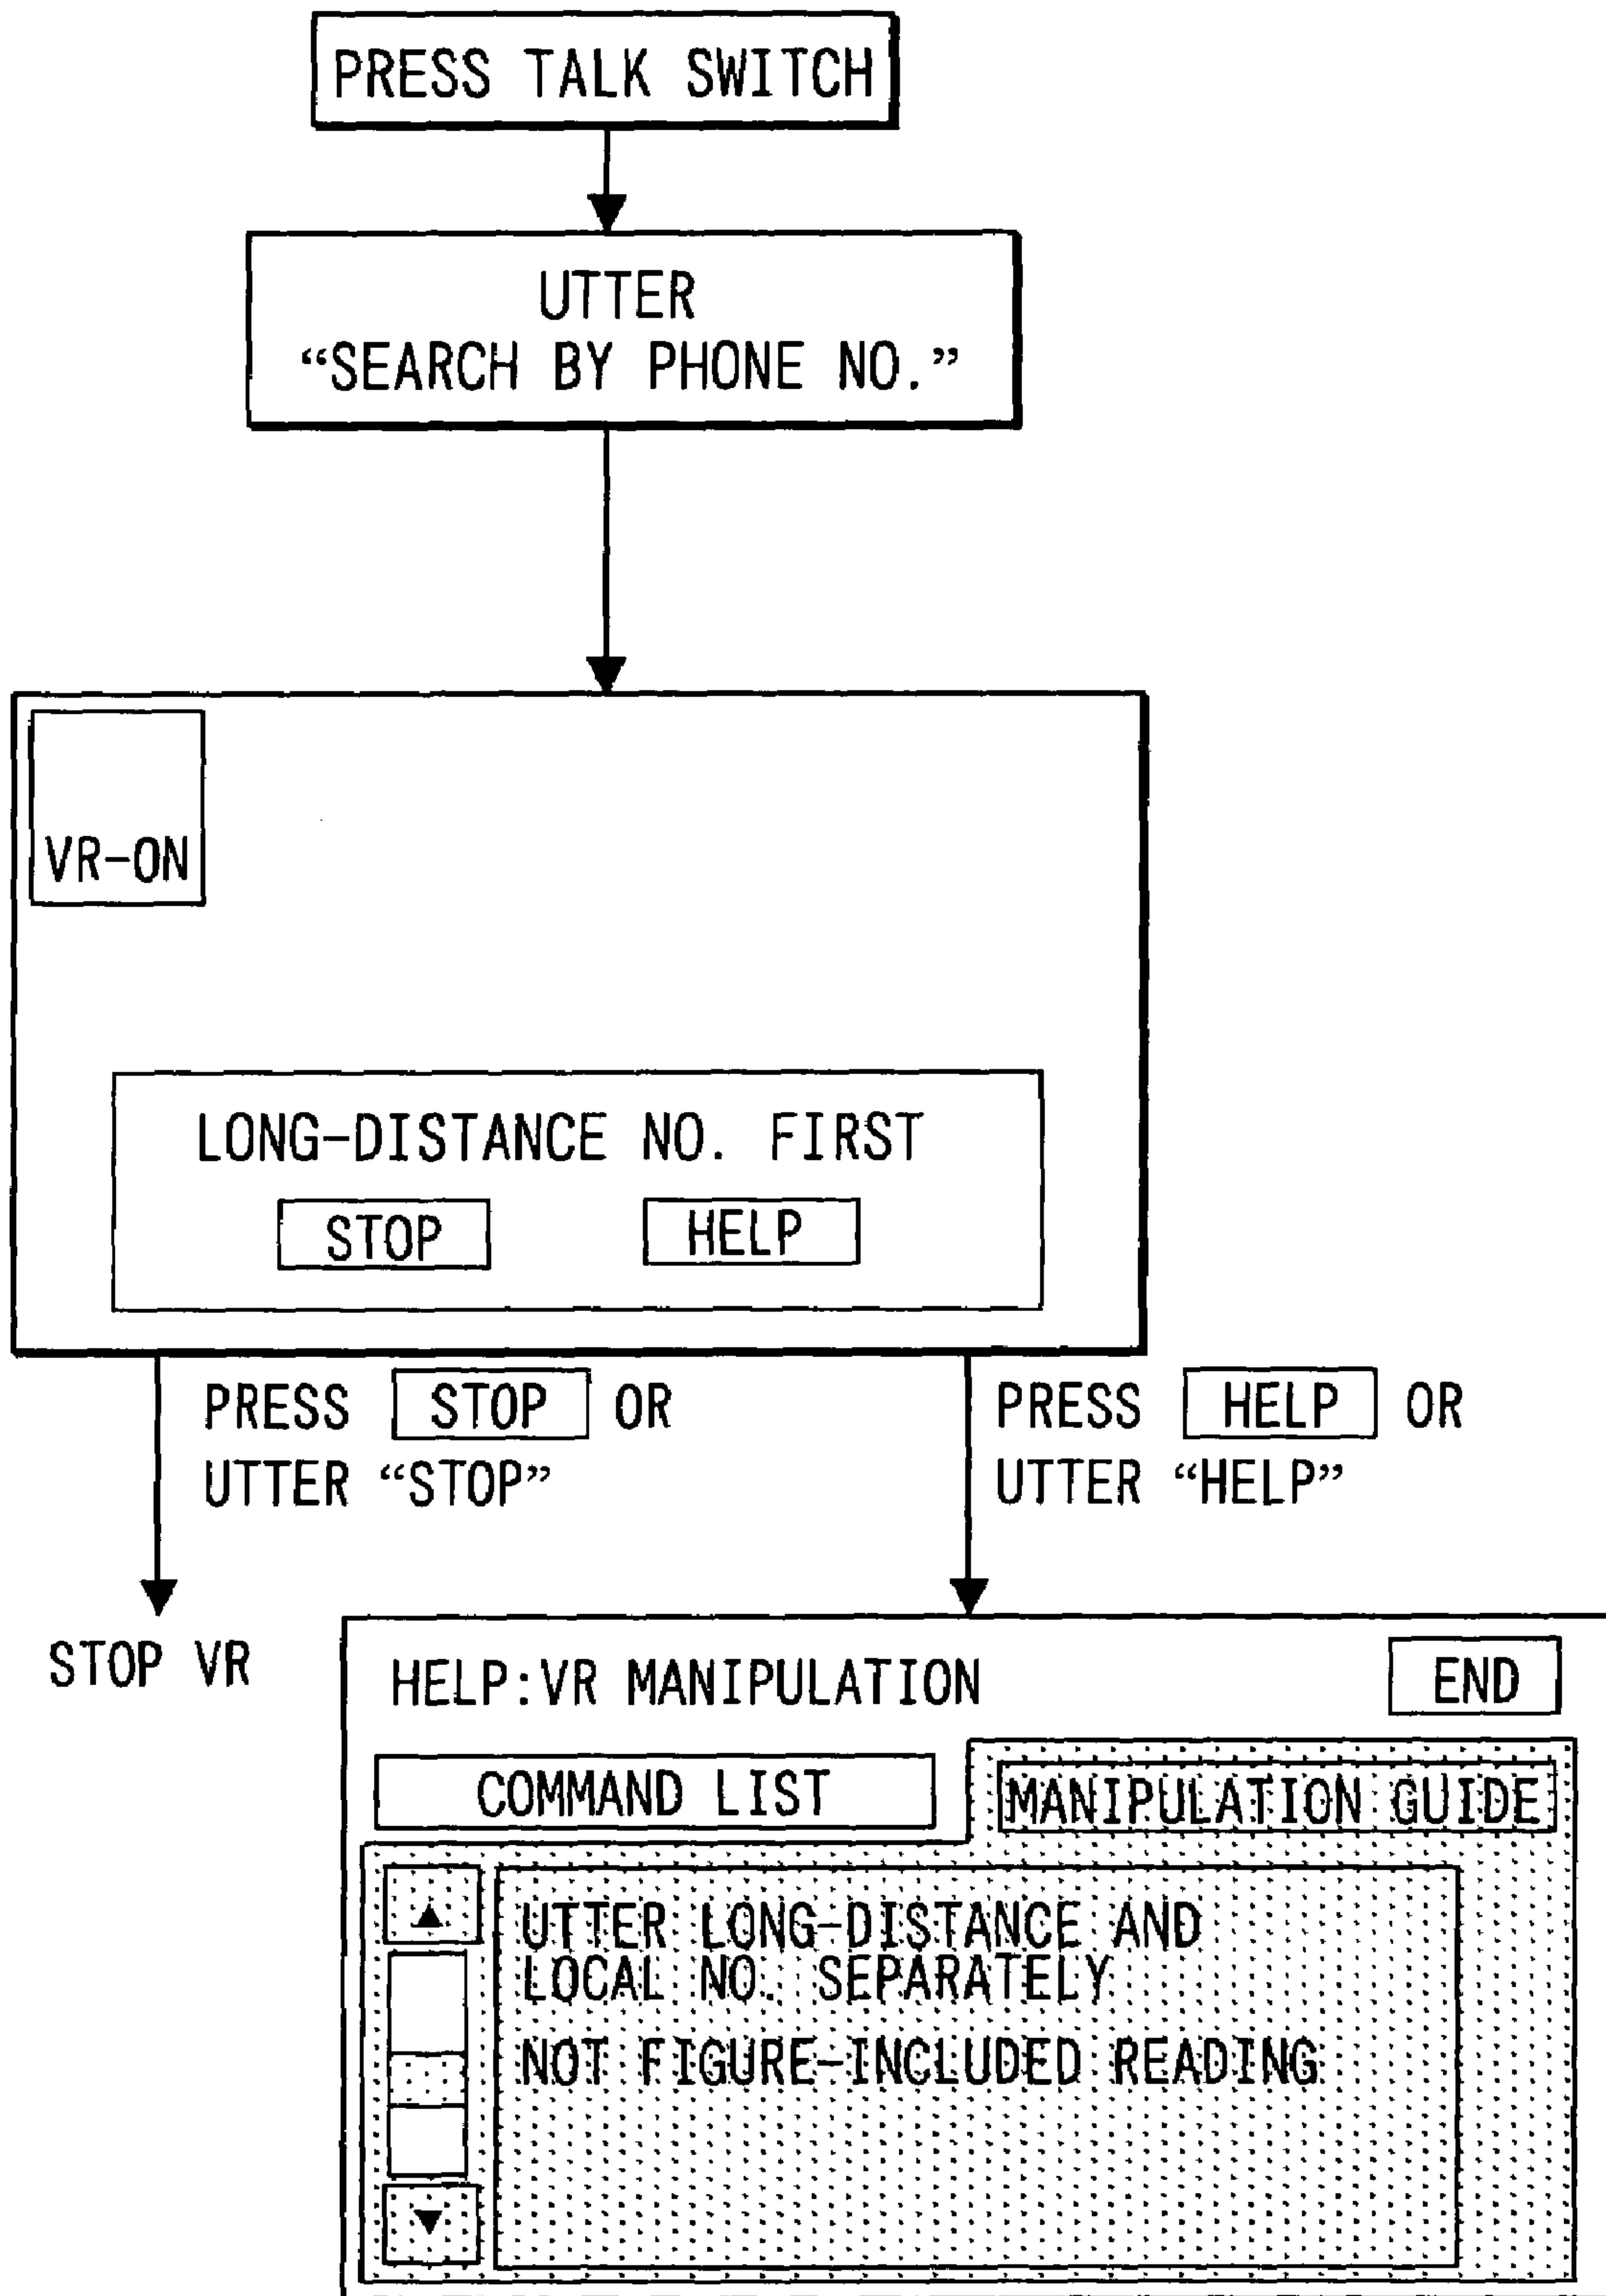 PRESS TALK SWITCH
UTTER
“SEARCH BY PHONE NO.”
VR-ON
LONG-DISTANCE NO. FIRST
STOP HELP
PRESS STOP OR
UTTER “STOP”
PRESS HELP OR
UTTER “HELP”
STOP VR
HELP:VR MANIPULATION END
COMMAND LIST MANIPULATION GUIDE
UTTER LONG-DISTANCE AND
LOCAL NO. SEPARATELY
NOT FIGURE-INCLUDED READING